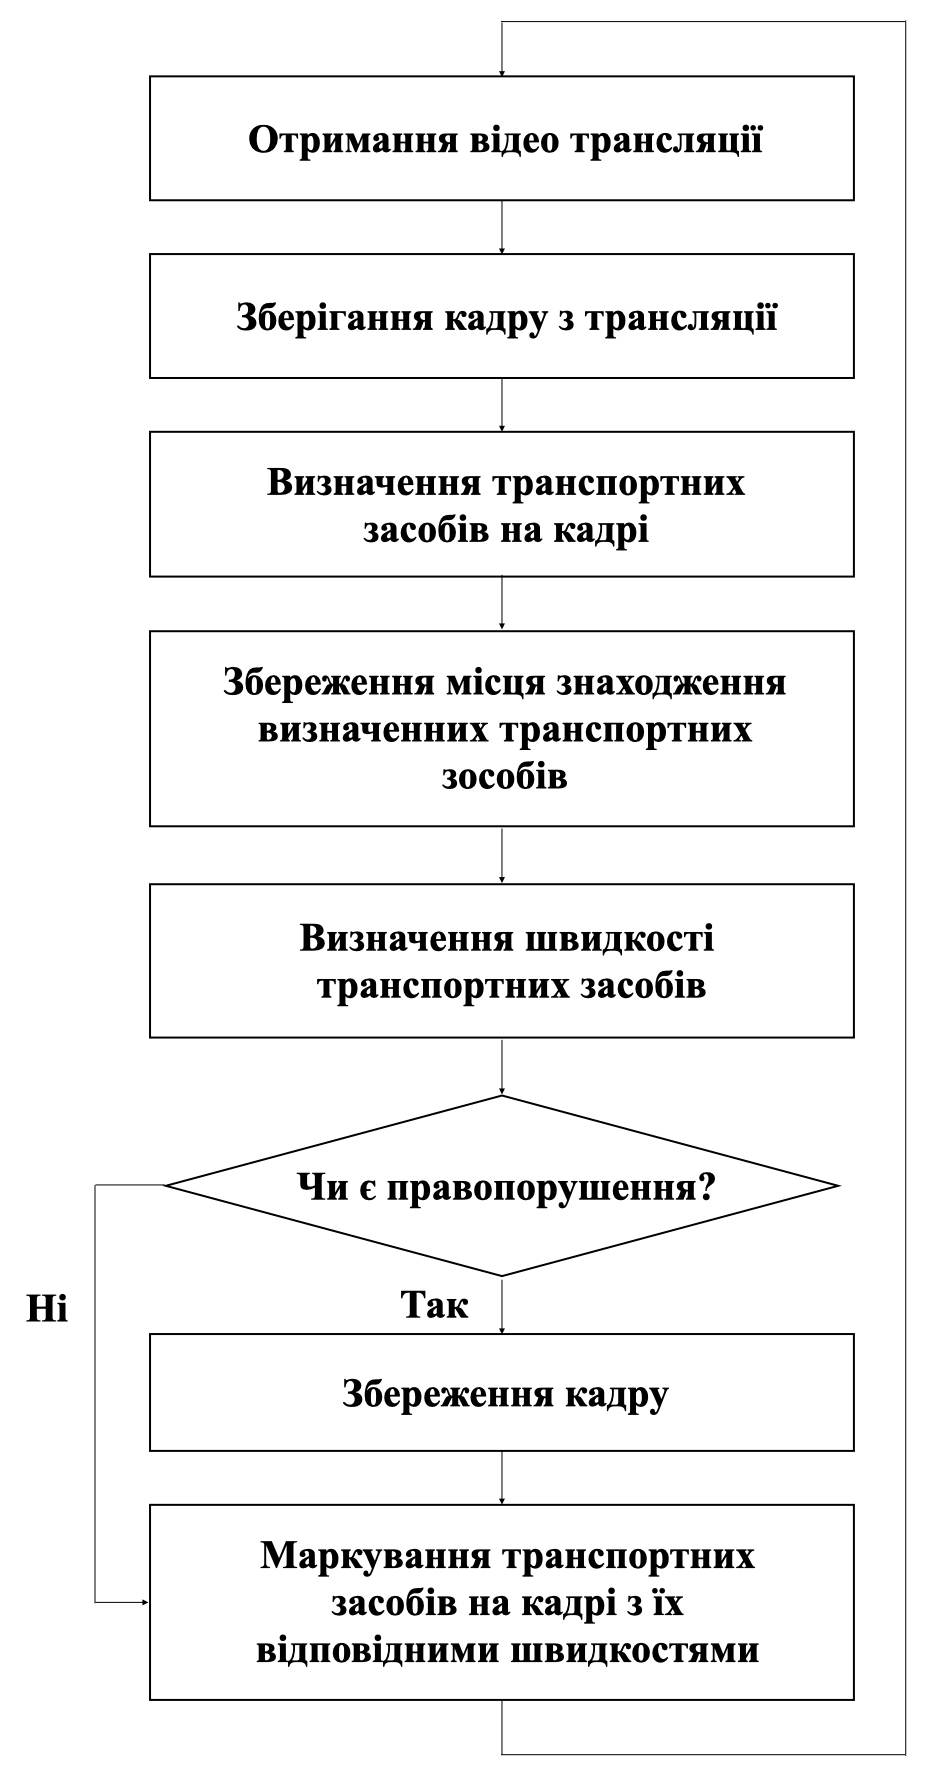 Отримання відео трансляції
Зберігання кадру з трансляції
Визначення транспортних
засобів на кадрі
Збереження місця знаходження
визначенних транспортних
зособів
Визначення швидкості
транспортних засобів
Чи є правопорушення?
Ні
Так
Збереження кадру
Маркування транспортних
засобів на кадрі з їх
відповідними швидкостями